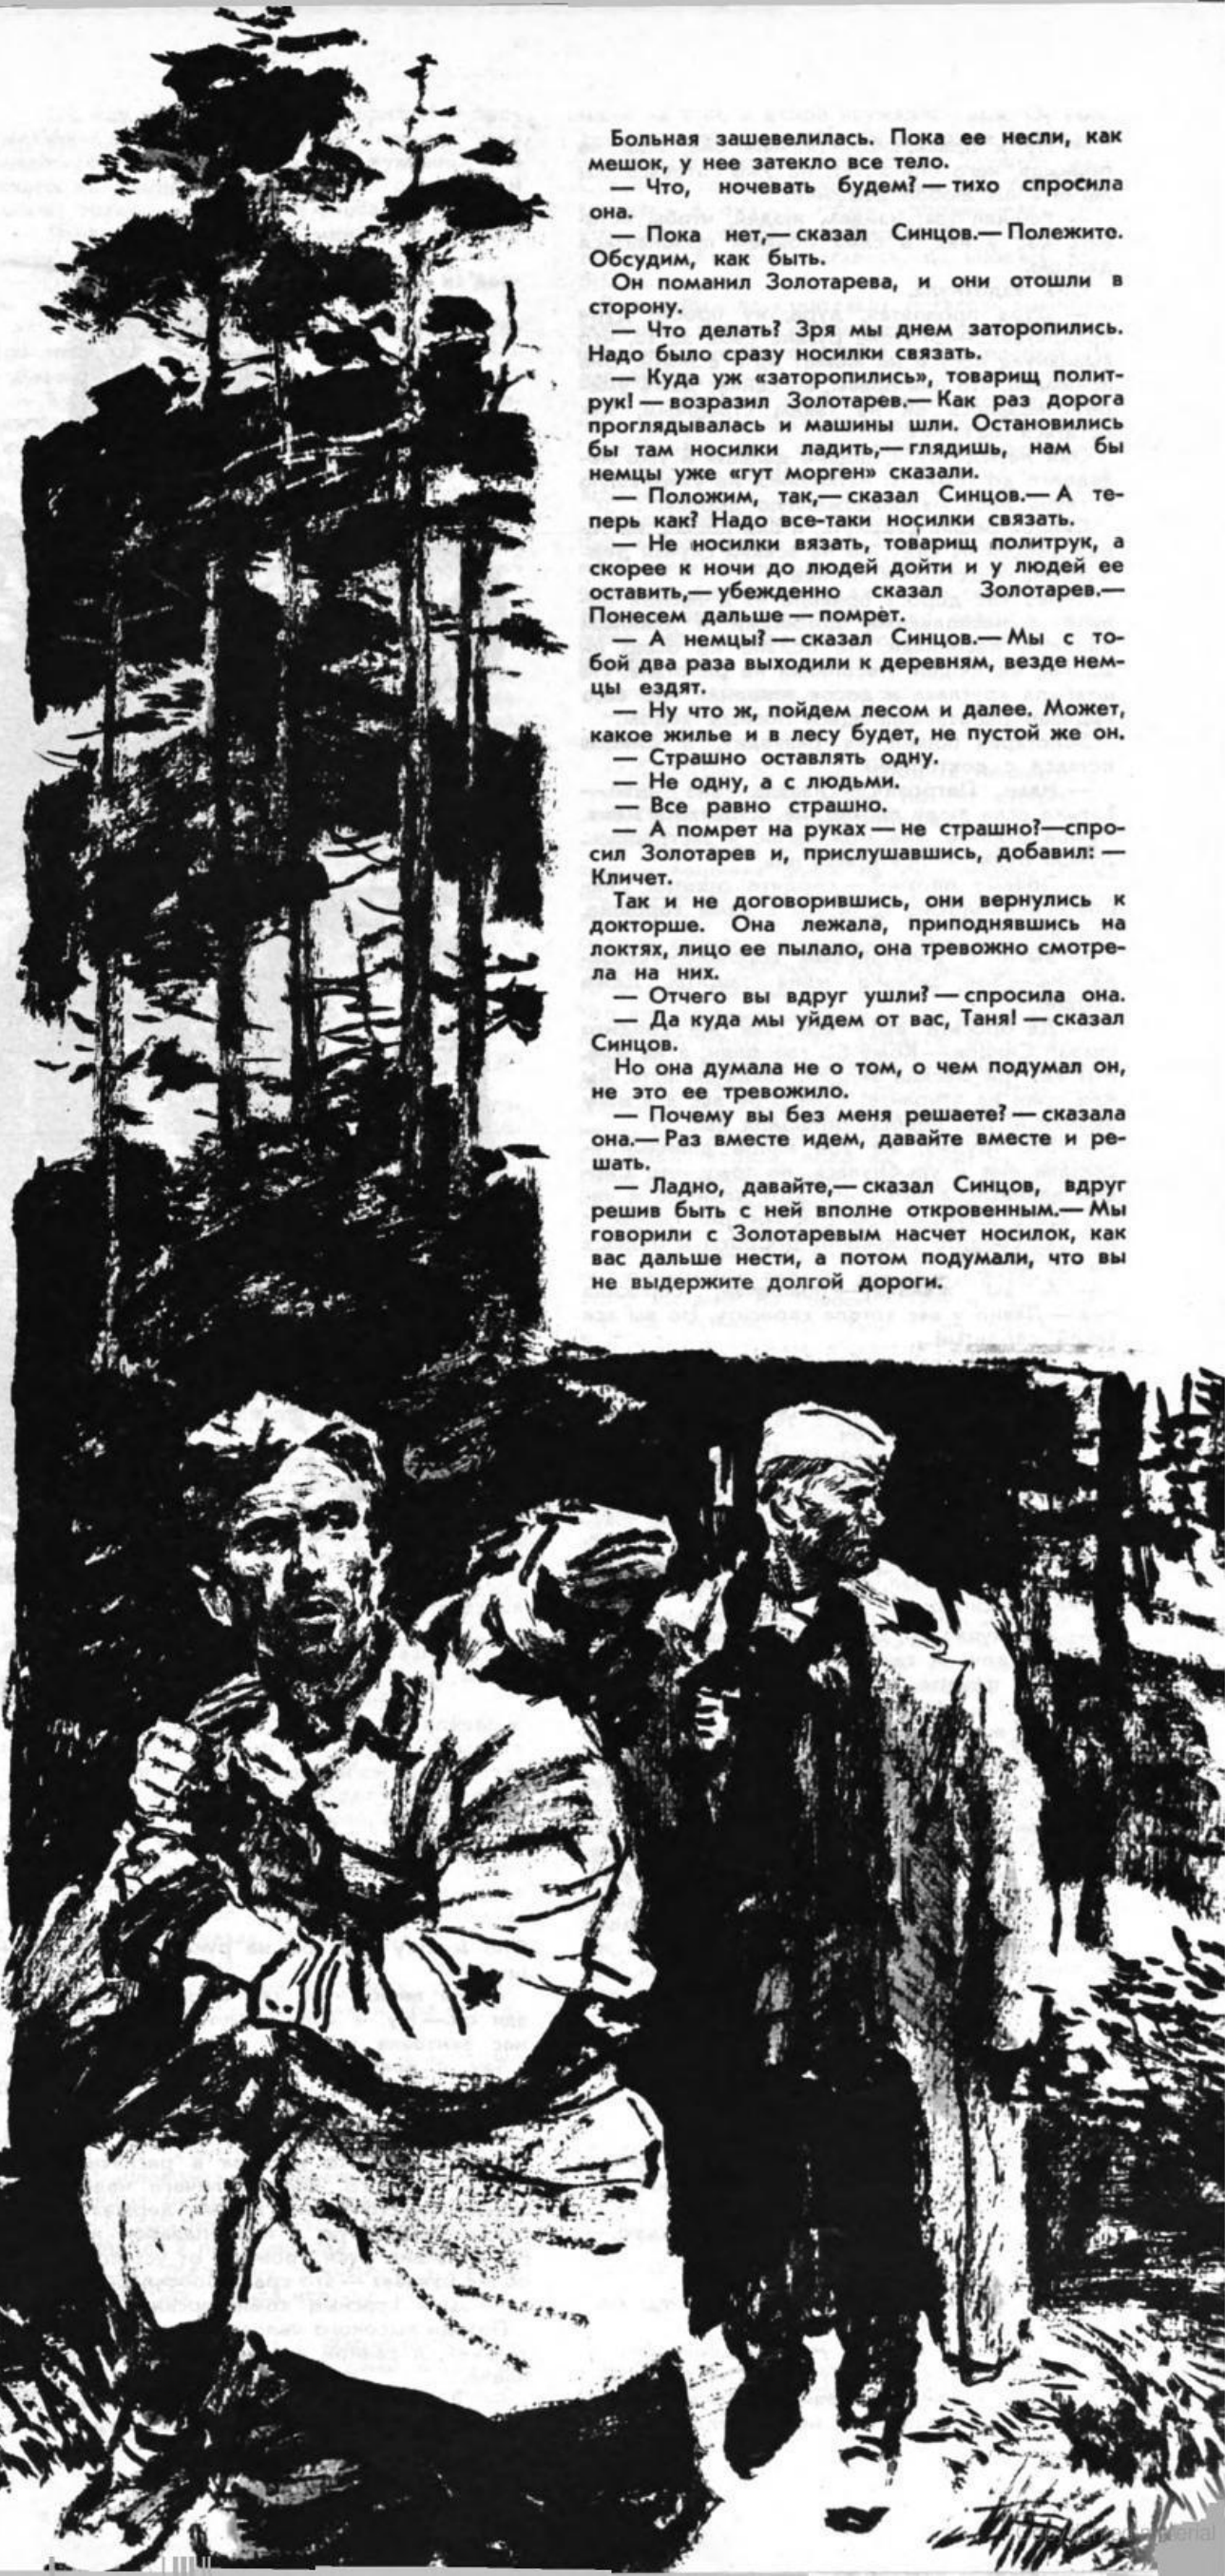 Больная зашевелилась. Пока ее несли, как
мешок, у нее затекло все тело.
— Что, ночевать будем? — тихо спросила
она.
— Пока нет,— сказал Синцов.— Полежите.
Обсудим, как быть.
Он поманил Золотарева, и они отошли в
сторону.
— Что делать? Зря мы днем заторопились.
Надо было сразу носилки связать.
— Куда уж «заторопились», товарищ полит-
рук! — возразил Золотарев.— Как раз дорога
проглядывалась и машины шли. Остановились
бы там носилки ладить,— глядишь, нам бы
немцы уже «гут морген» сказали.
— Положим, так,— сказал Синцов.— А те-
перь как? Надо все-таки носилки связать.
— Не носилки вязать, товарищ политрук, а
скорее к ночи до людей дойти и у людей ее
оставить,— убежденно сказал Золотарев.—
Понесем дальше — помрет.
— А немцы? — сказал Синцов.— Мы с то-
бой два раза выходили к деревням, везде нем-
цы ездят.
— Ну что ж, пойдем лесом и далее. Может,
какое жилье и в лесу будет, не пустой же он.
— Страшно оставлять одну.
— Не одну, а с людьми.
— Все равно страшно.
— А помрет на руках — не страшно?—спро-
сил Золотарев и, прислушавшись, добавил: —
Кличет.
Так и не договорившись, они вернулись к
докторше. Она лежала, приподнявшись на
локтях, лицо ее пылало, она тревожно смотре-
ла на них.
— Отчего вы вдруг ушли? — спросила она.
— Да куда мы уйдем от вас, Таня! — сказал
Синцов.
Но она думала не о том, о чем подумал он,
не это ее тревожило.
— Почему вы без меня решаете? — сказала
она.— Раз вместе идем, давайте вместе и ре-
шать.
— Ладно, давайте,— сказал Синцов, вдруг
решив быть с ней вполне откровенным.— Мы
говорили с Золотаревым насчет носилок, как
вас дальше нести, а потом подумали, что вы
не выдержите долгой дороги.